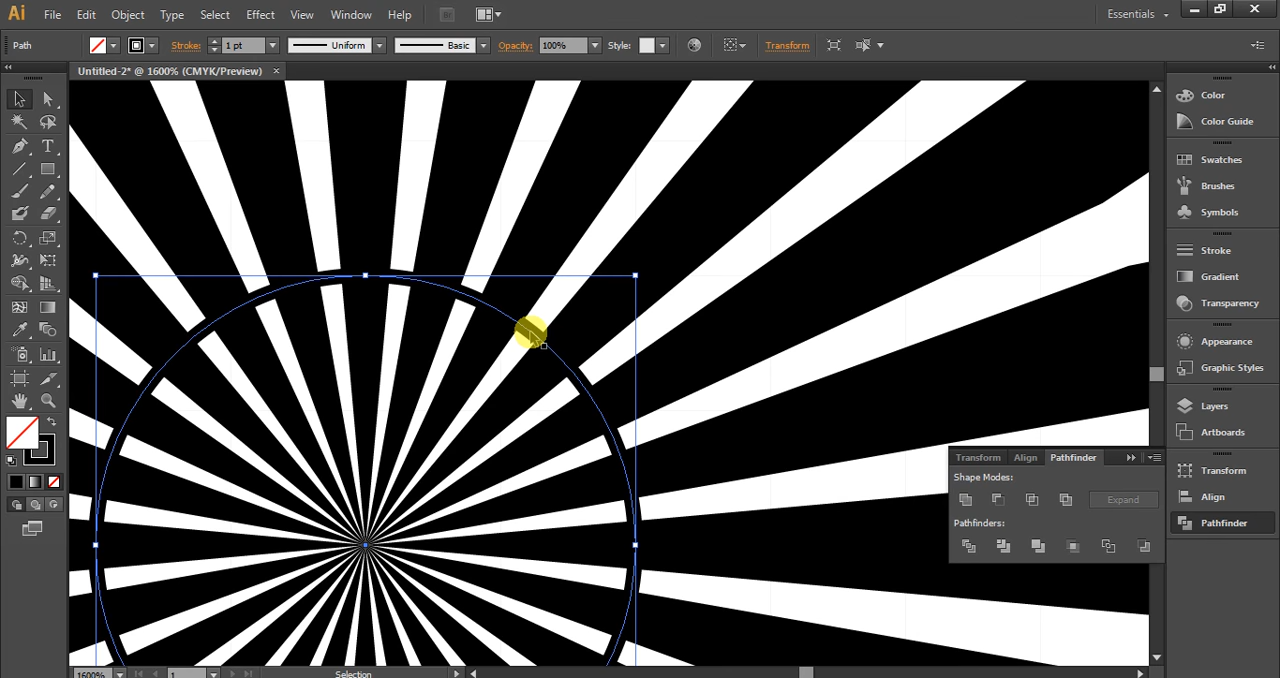 Ai File Edit Object Type Select Effect View Window Help Br Essentials
Path Stroke: 1 pt Uniform Basic Opacity: 100% Style: Transform
Untitled-2* @ 1600% (CMYK/Preview)
Color
Color Guide
Swatches
Brushes
Symbols
Stroke
Gradient
Transparency
Appearance
Graphic Styles
Layers
Artboards
Transform
Align
Pathfinder
Transform Align Pathfinder
Shape Modes:
Expand
Pathfinders:
1600% 1 Selection